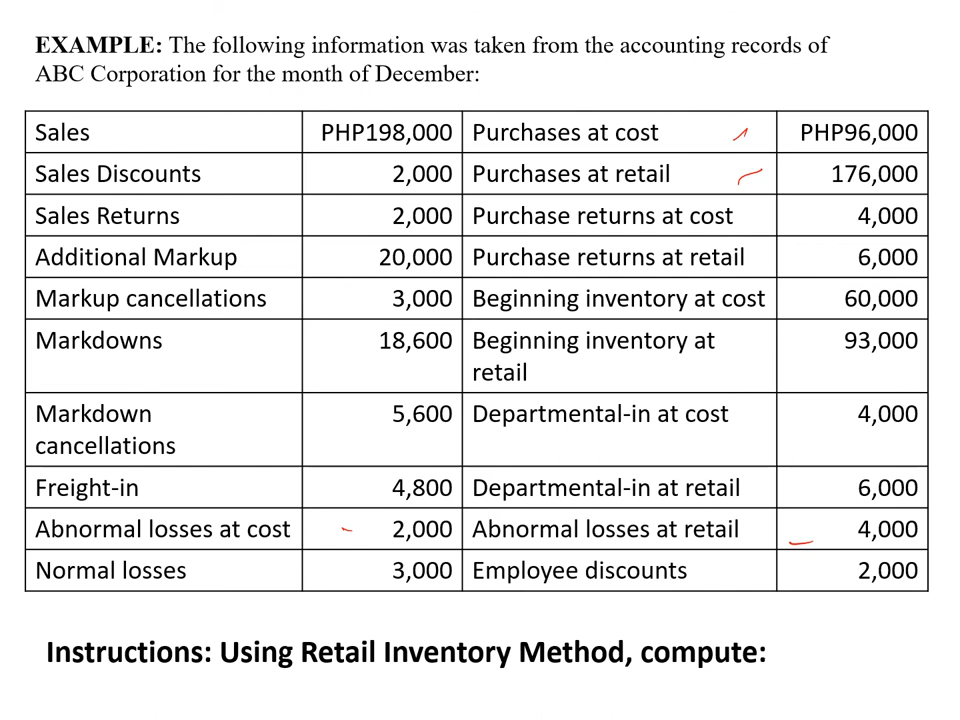 EXAMPLE: The following information was taken from the accounting records of
ABC Corporation for the month of December:
Sales PHP198,000 Purchases at cost PHP96,000
Sales Discounts 2,000 Purchases at retail 176,000
Sales Returns 2,000 Purchase returns at cost 4,000
Additional Markup 20,000 Purchase returns at retail 6,000
Markup cancellations 3,000 Beginning inventory at cost 60,000
Markdowns 18,600 Beginning inventory at 93,000
retail
Markdown 5,600 Departmental-in at cost 4,000
cancellations
Freight-in 4,800 Departmental-in at retail 6,000
Abnormal losses at cost 2,000 Abnormal losses at retail 4,000
Normal losses 3,000 Employee discounts 2,000
Instructions: Using Retail Inventory Method, compute: